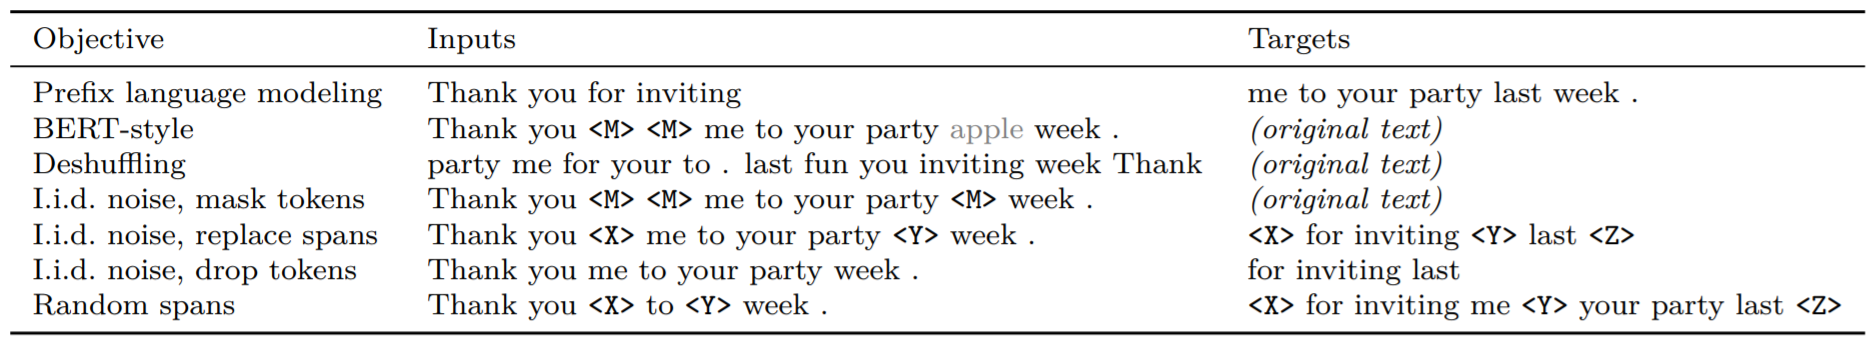 Objective Inputs Targets
Prefix language modeling Thank you for inviting me to your party last week .
BERT-style Thank you <M> <M> me to your party apple week . (original text)
Deshuffling party me for your to . last fun you inviting week Thank (original text)
I.i.d. noise, mask tokens Thank you <M> <M> me to your party <M> week . (original text)
I.i.d. noise, replace spans Thank you <X> me to your party <Y> week . <X> for inviting <Y> last <Z>
I.i.d. noise, drop tokens Thank you me to your party week . for inviting last
Random spans Thank you <X> to <Y> week . <X> for inviting me <Y> your party last <Z>